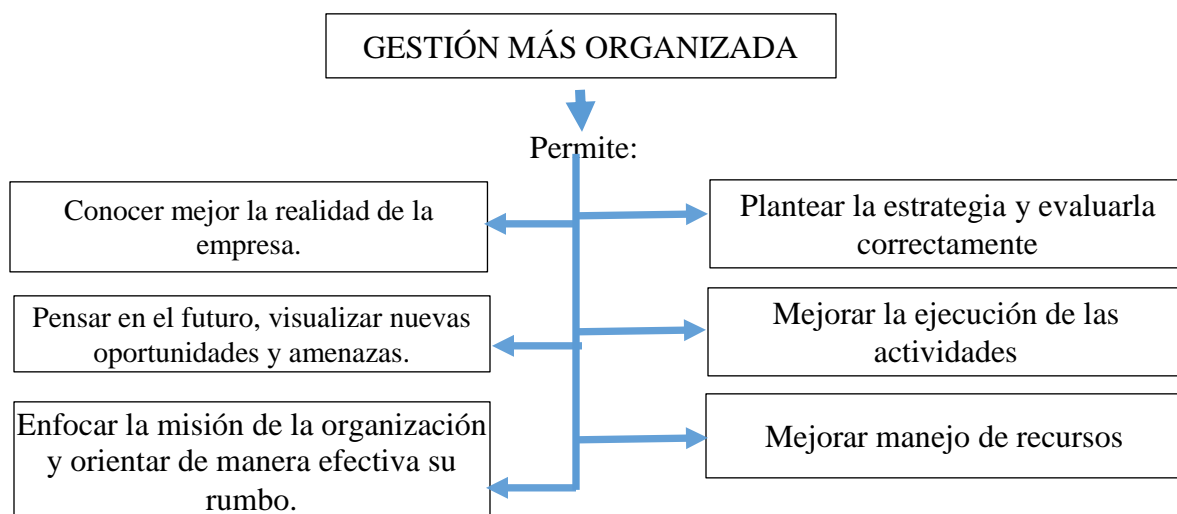 GESTIÓN MÁS ORGANIZADA
Permite:
Conocer mejor la realidad de la
empresa.
Plantear la estrategia y evaluarla
correctamente
Pensar en el futuro, visualizar nuevas
oportunidades y amenazas.
Mejorar la ejecución de las
actividades
Enfocar la misión de la organización
y orientar de manera efectiva su
rumbo.
Mejorar manejo de recursos